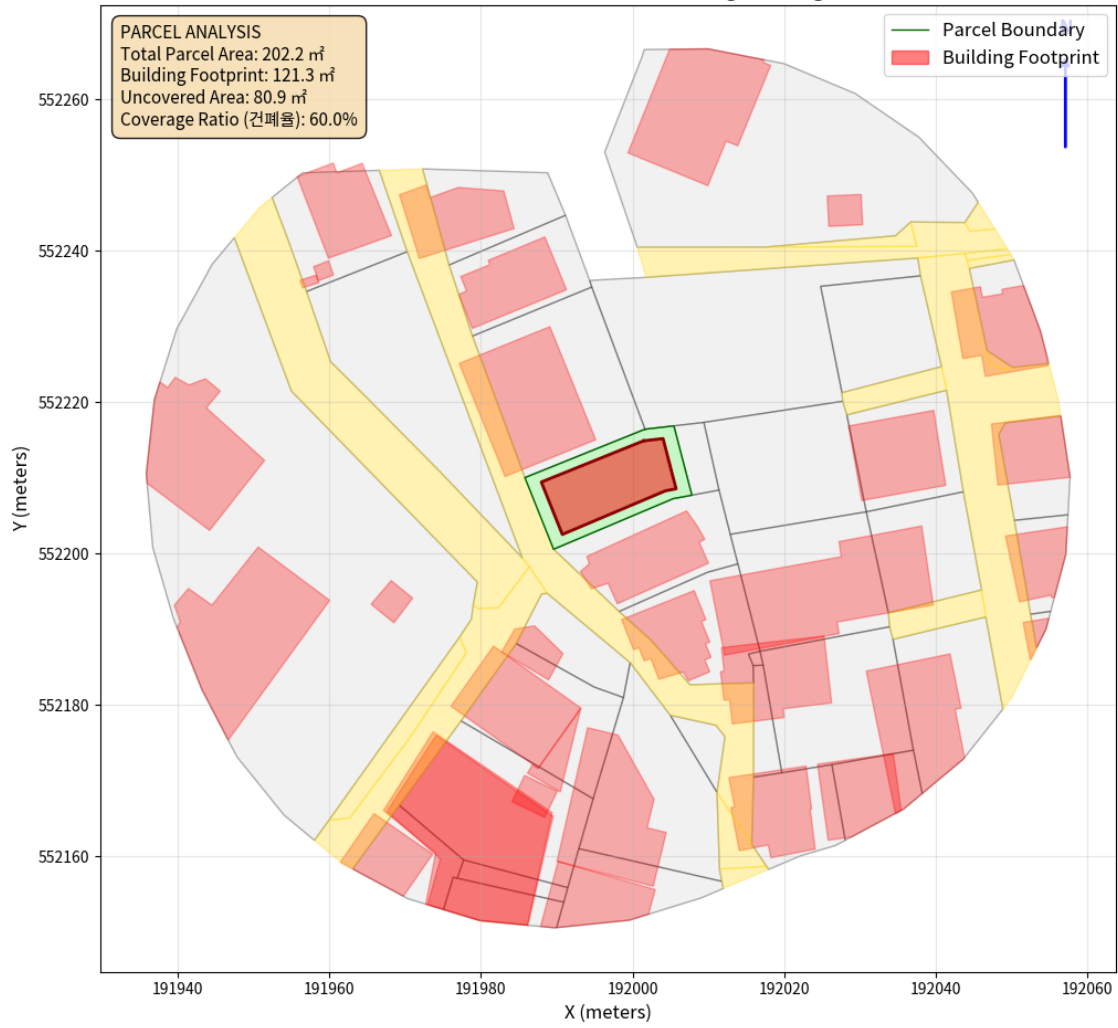 PARCEL ANALYSIS
Total Parcel Area: 202.2 ㎡
Building Footprint: 121.3 ㎡
Uncovered Area: 80.9 ㎡
Coverage Ratio (건폐율): 60.0%
Parcel Boundary
Building Footprint
N
552260
552240
552220
552200
552180
552160
Y (meters)
191940
191960
191980
192000
192020
192040
192060
X (meters)